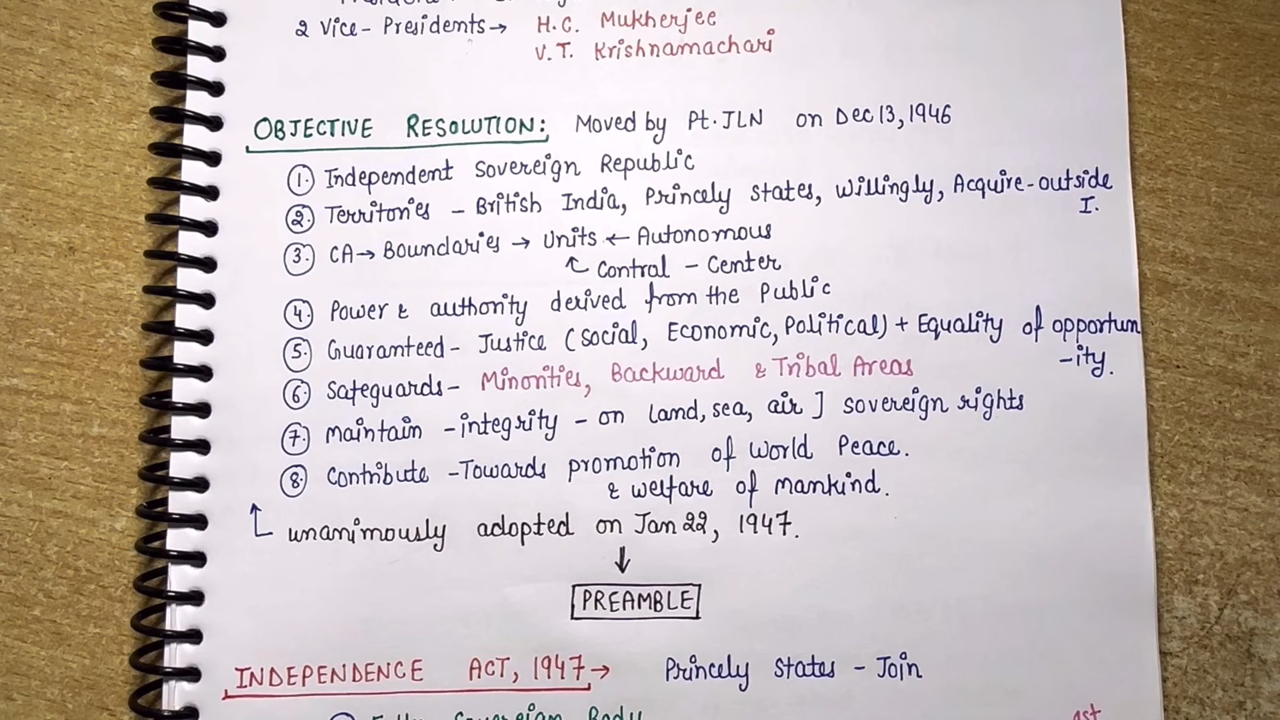 2 Vice-Presidents → H.C. Mukherjee
V.T. Krishnamachari
OBJECTIVE RESOLUTION: Moved by Pt. JLN on Dec 13, 1946
1. Independent Sovereign Republic
2. Territories - British India, Princely States, Willingly, Acquire-outside
I.
3. CA → Boundaries → Units ← Autonomous
↑ Control - Center
4. Power & authority derived from the Public
5. Guaranteed - Justice (Social, Economic, Political) + Equality of opportun
-ity.
6. Safeguards - Minorities, Backward & Tribal Areas
7. Maintain - integrity - on land, sea, air ] sovereign rights
8. Contribute - Towards promotion of World Peace.
& welfare of mankind.
unanimously adopted on Jan 22, 1947.
↓
PREAMBLE
INDEPENDENCE ACT, 1947 → Princely States - Join
Sovereign Body